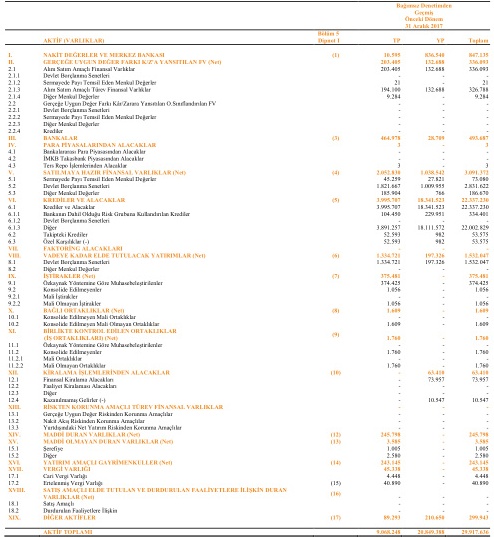 Bağımsız Denetimden
Geçmiş
Önceki Dönem
31 Aralık 2017
Bölüm 5
AKTİF (VARLIKLAR) Dipnot I TP YP Toplam
I. NAKİT DEĞERLER VE MERKEZ BANKASI (1) 10.595 836.540 847.135
II. GERÇEĞE UYGUN DEĞER FARKI K/Z'A YANSITILAN FV (Net) 203.405 132.688 336.093
2.1 Alım Satım Amaçlı Finansal Varlıklar 203.405 132.688 336.093
2.1.1 Devlet Borçlanma Senetleri - - -
2.1.2 Sermayede Payı Temsil Eden Menkul Değerler 21 - 21
2.1.3 Alım Satım Amaçlı Türev Finansal Varlıklar 194.100 132.688 326.788
2.1.4 Diğer Menkul Değerler 9.284 - 9.284
2.2 Gerçeğe Uygun Değer Farkı Kâr/Zarara Yansıtılan O.Sınıflandırılan FV - - -
2.2.1 Devlet Borçlanma Senetleri - - -
2.2.2 Sermayede Payı Temsil Eden Menkul Değerler - - -
2.2.3 Diğer Menkul Değerler - - -
2.2.4 Krediler - - -
III. BANKALAR (3) 464.978 28.709 493.687
IV. PARA PİYASALARINDAN ALACAKLAR 3 - 3
4.1 Bankalararası Para Piyasasından Alacaklar - - -
4.2 İMKB Takasbank Piyasasından Alacaklar - - -
4.3 Ters Repo İşlemlerinden Alacaklar 3 - 3
V. SATILMAYA HAZIR FİNANSAL VARLIKLAR (Net) (4) 2.052.830 1.038.542 3.091.372
5.1 Sermayede Payı Temsil Eden Menkul Değerler 45.259 27.821 73.080
5.2 Devlet Borçlanma Senetleri 1.821.667 1.009.955 2.831.622
5.3 Diğer Menkul Değerler 185.904 766 186.670
VI. KREDİLER VE ALACAKLAR (5) 3.995.707 18.341.523 22.337.230
6.1 Krediler ve Alacaklar 3.995.707 18.341.523 22.337.230
6.1.1 Bankanın Dahil Olduğu Risk Grubuna Kullandırılan Krediler 104.450 229.951 334.401
6.1.2 Devlet Borçlanma Senetleri - - -
6.1.3 Diğer 3.891.257 18.111.572 22.002.829
6.2 Takipteki Krediler 52.593 982 53.575
6.3 Özel Karşılıklar (-) 52.593 982 53.575
VII. FACTORING ALACAKLARI - - -
VIII. VADEYE KADAR ELDE TUTULACAK YATIRIMLAR (Net) (6) 1.334.721 197.326 1.532.047
8.1 Devlet Borçlanma Senetleri 1.334.721 197.326 1.532.047
8.2 Diğer Menkul Değerler - - -
IX. İŞTİRAKLER (Net) (7) 375.481 - 375.481
9.1 Özkaynak Yöntemine Göre Muhasebeleştirilenler 374.425 - 374.425
9.2 Konsolide Edilmeyenler 1.056 - 1.056
9.2.1 Mali İştirakler - - -
9.2.2 Mali Olmayan İştirakler 1.056 - 1.056
X. BAĞLI ORTAKLIKLAR (Net) (8) 1.609 - 1.609
10.1 Konsolide Edilmeyen Mali Ortaklıklar - - -
10.2 Konsolide Edilmeyen Mali Olmayan Ortaklıklar 1.609 - 1.609
XI. BİRLİKTE KONTROL EDİLEN ORTAKLIKLAR
(İŞ ORTAKLIKLARI) (Net) (9) 1.760 - 1.760
11.1 Özkaynak Yöntemine Göre Muhasebeleştirilenler - - -
11.2 Konsolide Edilmeyenler 1.760 - 1.760
11.2.1 Mali Ortaklıklar - - -
11.2.2 Mali Olmayan Ortaklıklar 1.760 - 1.760
XII. KİRALAMA İŞLEMLERİNDEN ALACAKLAR (10) - 63.410 63.410
12.1 Finansal Kiralama Alacakları - 73.957 73.957
12.2 Faaliyet Kiralaması Alacakları - - -
12.3 Diğer - - -
12.4 Kazanılmamış Gelirler (-) - 10.547 10.547
XIII. RİSKTEN KORUNMA AMAÇLI TÜREV FİNANSAL VARLIKLAR - - -
13.1 Gerçeğe Uygun Değer Riskinden Korunma Amaçlılar - - -
13.2 Nakit Akış Riskinden Korunma Amaçlılar - - -
13.3 Yurtdışındaki Net Yatırım Riskinden Korunma Amaçlılar - - -
XIV. MADDİ DURAN VARLIKLAR (Net) (12) 245.798 - 245.798
XV. MADDİ OLMAYAN DURAN VARLIKLAR (Net) (13) 3.585 - 3.585
15.1 Şerefiye 1.005 - 1.005
15.2 Diğer 2.580 - 2.580
XVI. YATIRIM AMAÇLI GAYRİMENKULLER (Net) (14) 243.145 - 243.145
XVII. VERGİ VARLIĞI 45.338 - 45.338
17.1 Cari Vergi Varlığı 4.448 - 4.448
17.2 Ertelenmiş Vergi Varlığı (15) 40.890 - 40.890
XVIII. SATIŞ AMAÇLI ELDE TUTULAN VE DURDURULAN FAALİYETLERE İLİŞKİN DURAN
VARLIKLAR (Net) (16) - - -
18.1 Satış Amaçlı - - -
18.2 Durdurulan Faaliyetlere İlişkin - - -
XIX. DİĞER AKTİFLER (17) 89.293 210.650 299.943
AKTİF TOPLAMI 9.068.248 20.849.388 29.917.636